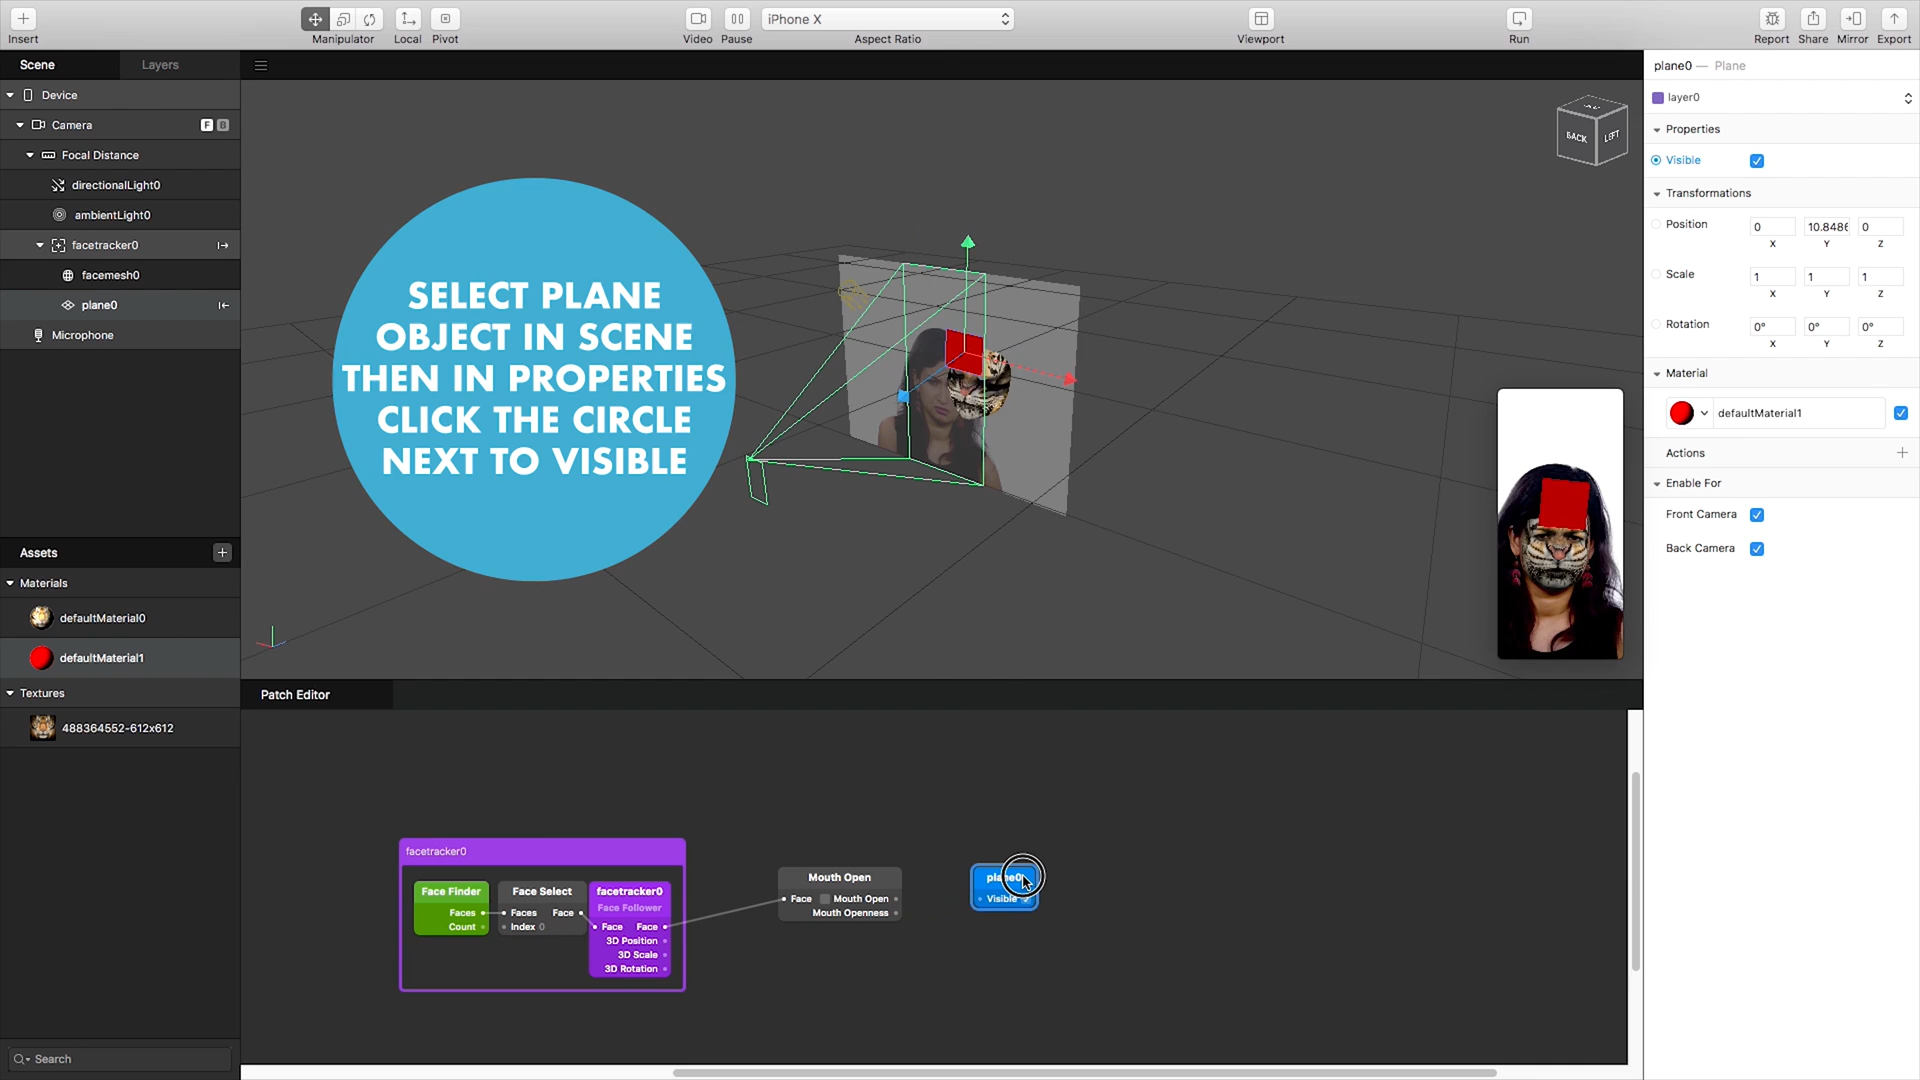 Insert
Manipulator
Local
Pivot
Video
Pause
iPhone X
Aspect Ratio
Viewport
Run
Report
Share
Mirror
Export
Scene
Layers
Device
Camera
F
B
Focal Distance
directionalLight0
ambientLight0
facetracker0
facemesh0
plane0
Microphone
Assets
Materials
defaultMaterial0
defaultMaterial1
Textures
488364552-612x612
Search
SELECT PLANE
OBJECT IN SCENE
THEN IN PROPERTIES
CLICK THE CIRCLE
NEXT TO VISIBLE
BACK
LEFT
Patch Editor
facetracker0
Face Finder
Faces
Count
Face Select
Faces Face
Index 0
facetracker0
Face Follower
Face Face
3D Position
3D Scale
3D Rotation
Mouth Open
Face Mouth Open
Mouth Openness
plane0
Visible
plane0 — Plane
layer0
Properties
Visible
Transformations
Position 0 10.848 0
X Y Z
Scale 1 1 1
X Y Z
Rotation 0° 0° 0°
X Y Z
Material
defaultMaterial1
Actions
Enable For
Front Camera
Back Camera